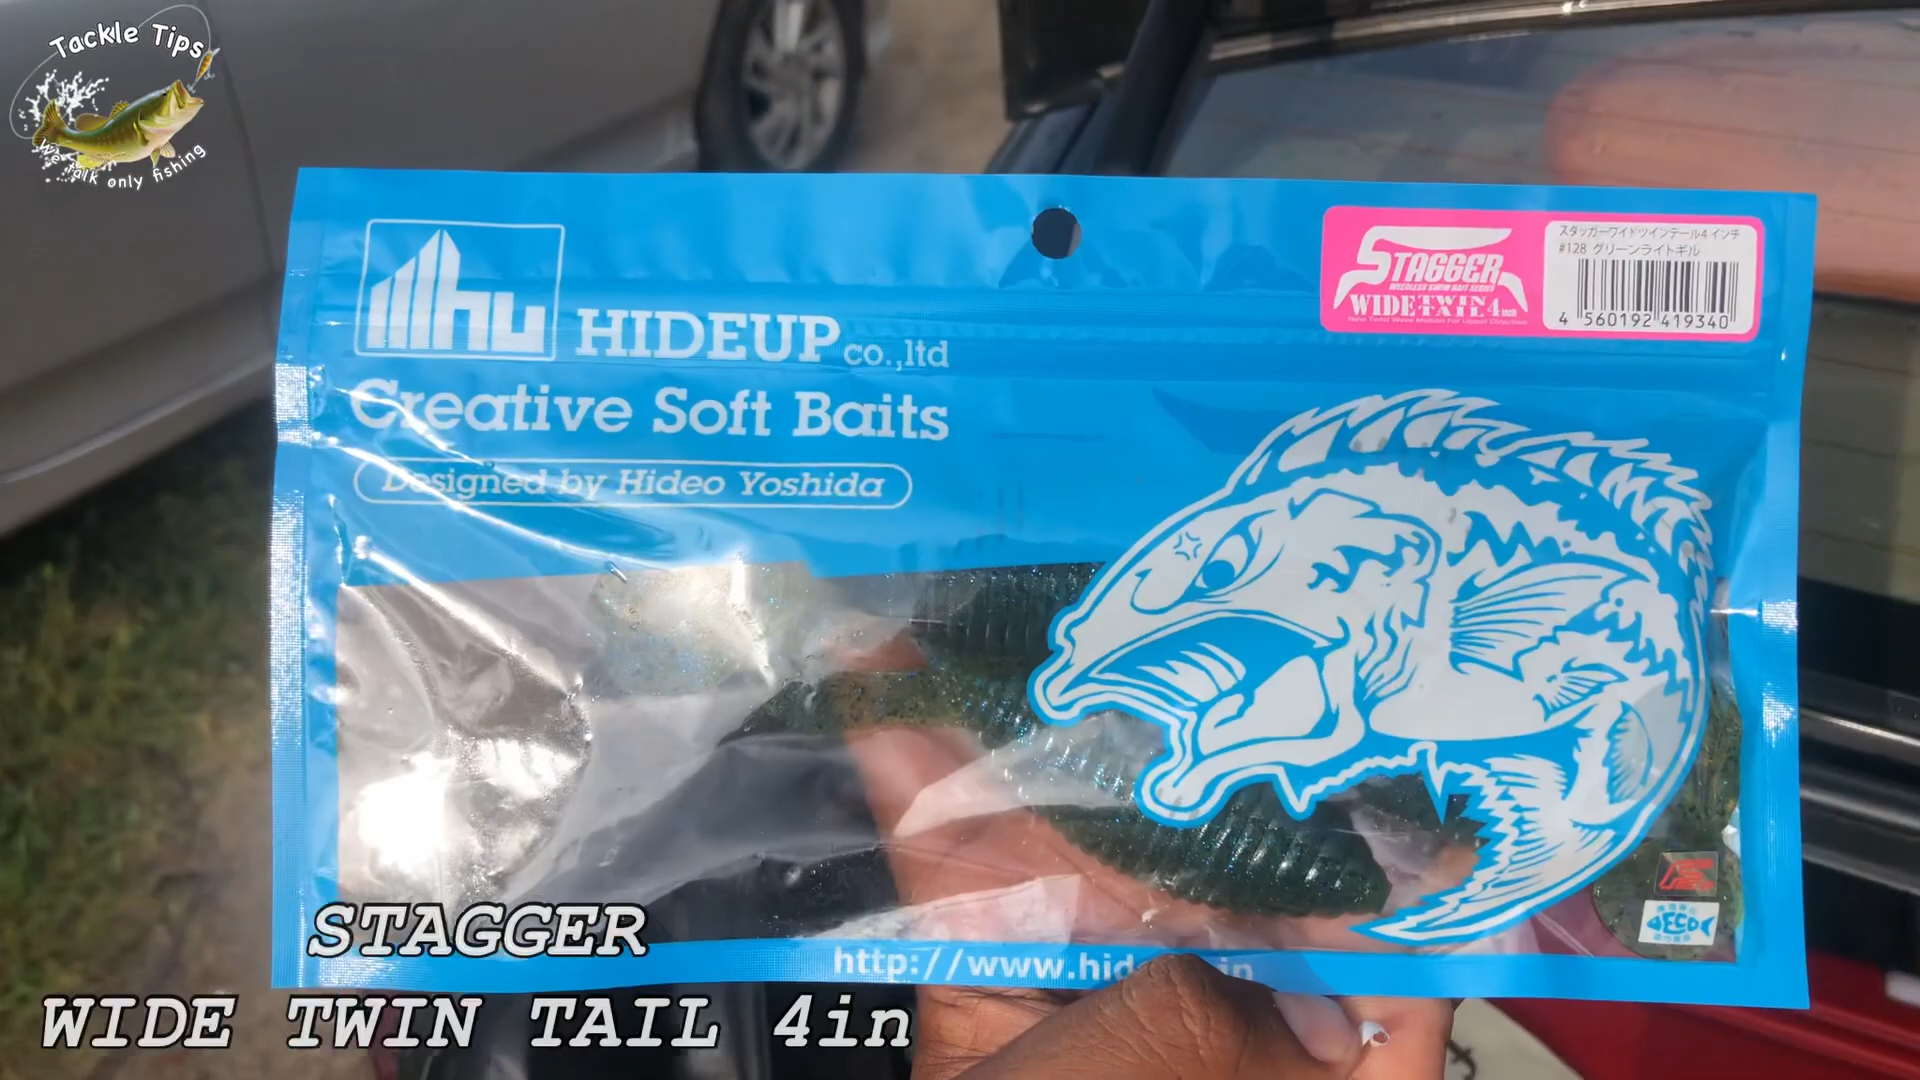 Tackle Tips
We talk only fishing
hu
HIDEUP co.,ltd
Creative Soft Baits
Designed by Hideo Yoshida
STAGGER
WIDE TWIN TAIL 4inch
スタッガーワイドツインテール4インチ
#128 グリーンライトギル
4 560192 419340
ECO
http://www.hid
STAGGER
WIDE TWIN TAIL 4in